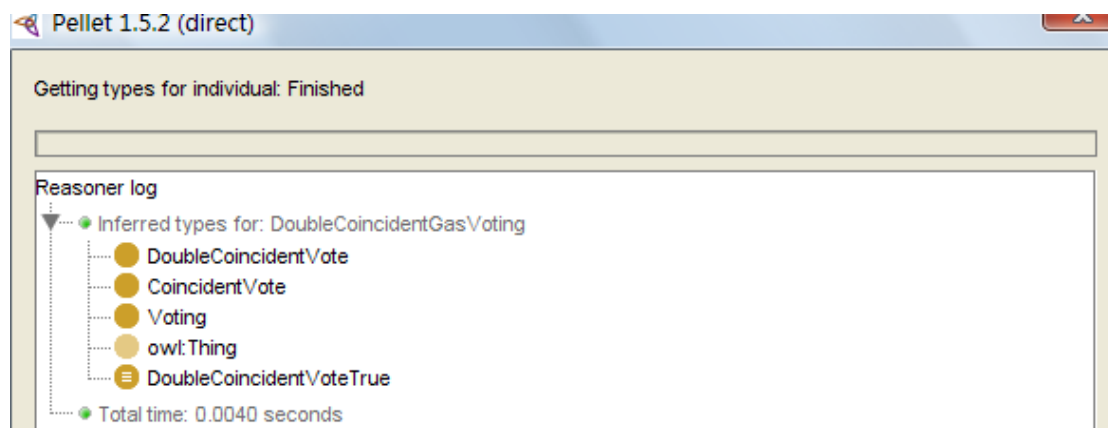 Pellet 1.5.2 (direct)
Getting types for individual: Finished
Reasoner log
Inferred types for: DoubleCoincidentGasVoting
DoubleCoincidentVote
CoincidentVote
Voting
owl:Thing
DoubleCoincidentVoteTrue
Total time: 0.0040 seconds